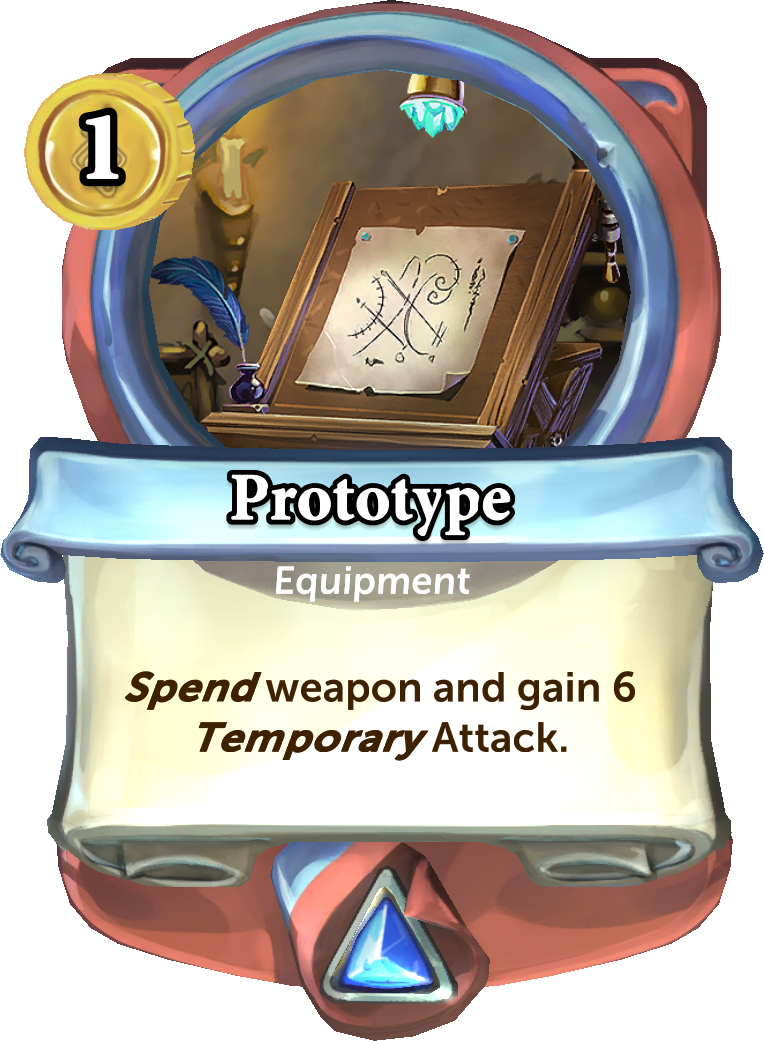 1
Prototype
Equipment
Spend weapon and gain 6
Temporary Attack.